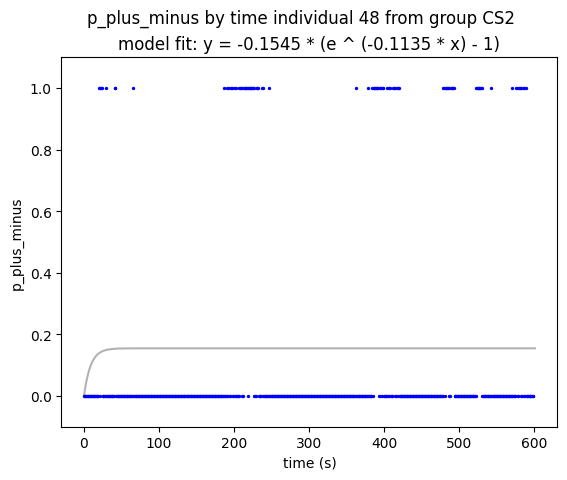 p_plus_minus by time individual 48 from group CS2
model fit: y = -0.1545 * (e ^ (-0.1135 * x) - 1)
1.0
0.8
0.6
0.4
0.2
0.0
p_plus_minus
0 100 200 300 400 500 600
time (s)